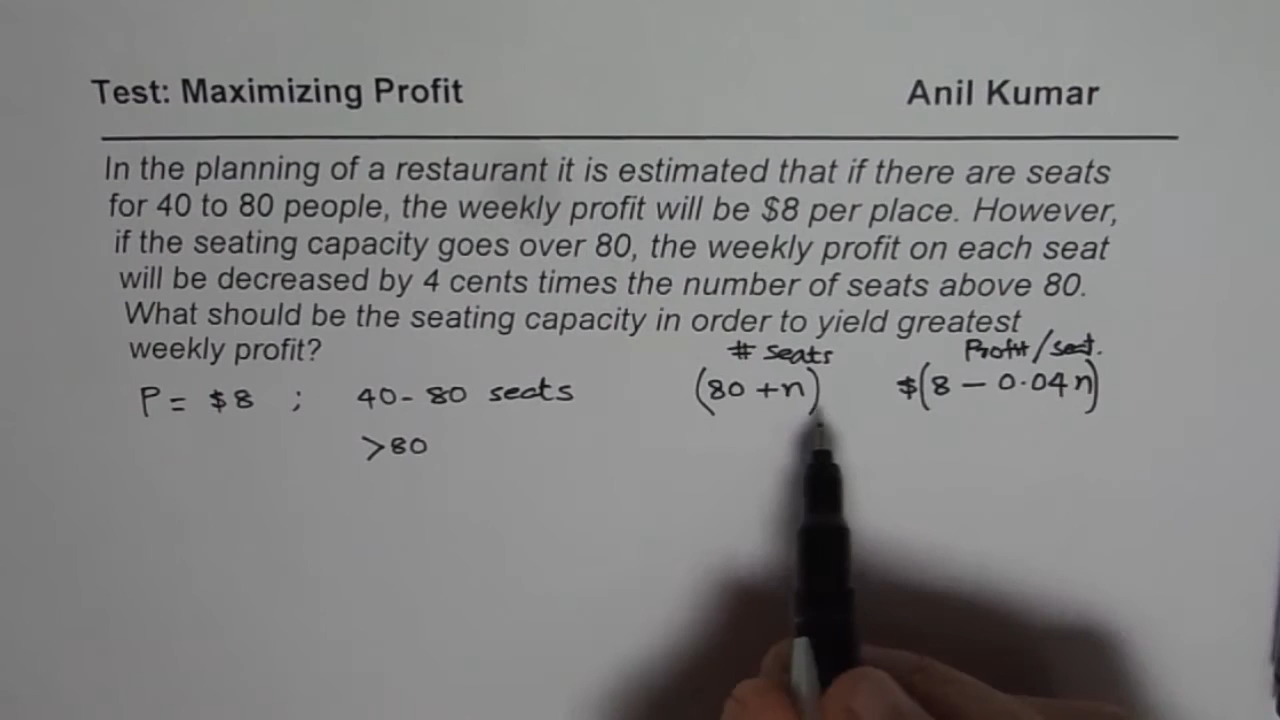 Test: Maximizing Profit Anil Kumar
In the planning of a restaurant it is estimated that if there are seats
for 40 to 80 people, the weekly profit will be $8 per place. However,
if the seating capacity goes over 80, the weekly profit on each seat
will be decreased by 4 cents times the number of seats above 80.
What should be the seating capacity in order to yield greatest
weekly profit? # seats Profit/seat.
P = $8 ; 40-80 seats (80 + n) $(8 - 0.04n)
>80